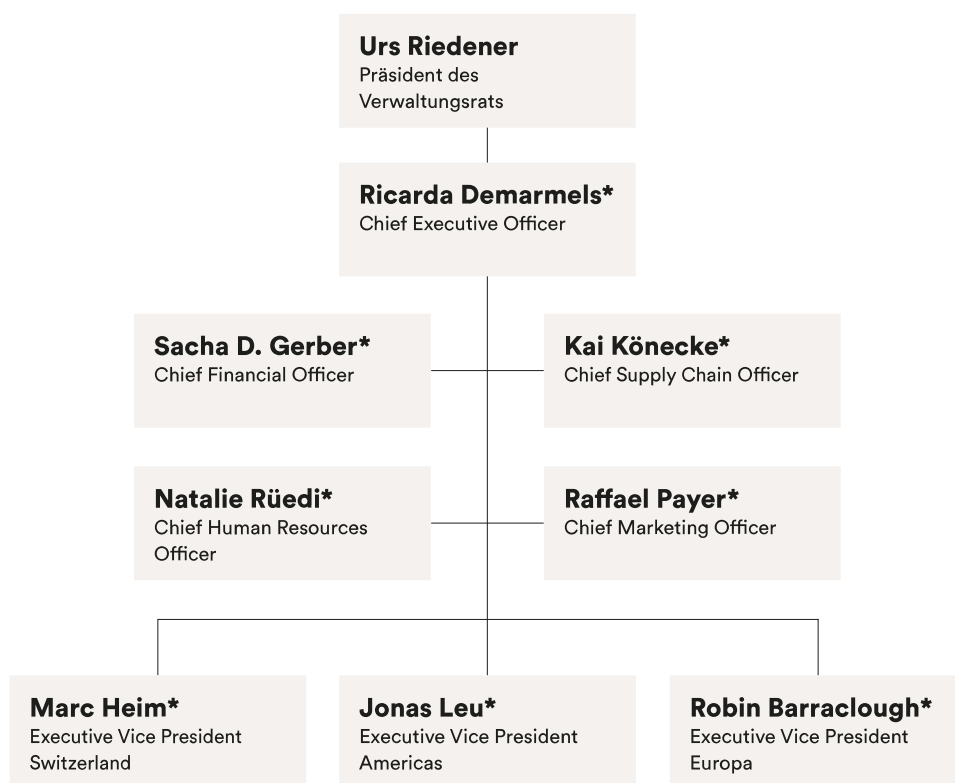 Urs Riedener
Präsident des
Verwaltungsrats
Ricarda Demarmels*
Chief Executive Officer
Sacha D. Gerber*
Chief Financial Officer
Kai Könecke*
Chief Supply Chain Officer
Natalie Rüedi*
Chief Human Resources
Officer
Raffael Payer*
Chief Marketing Officer
Marc Heim*
Executive Vice President
Switzerland
Jonas Leu*
Executive Vice President
Americas
Robin Barraclough*
Executive Vice President
Europa